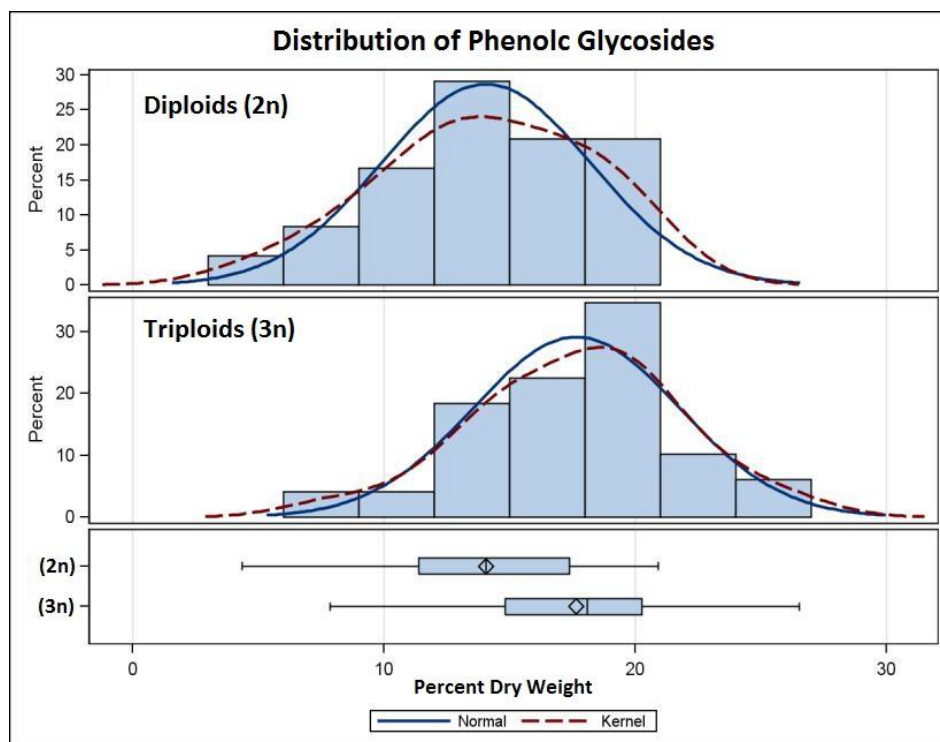 Distribution of Phenolc Glycosides
Diploids (2n)
Percent
30
25
20
15
10
5
0
Triploids (3n)
Percent
30
20
10
0
(2n)
(3n)
0 10 20 30
Percent Dry Weight
Normal Kernel